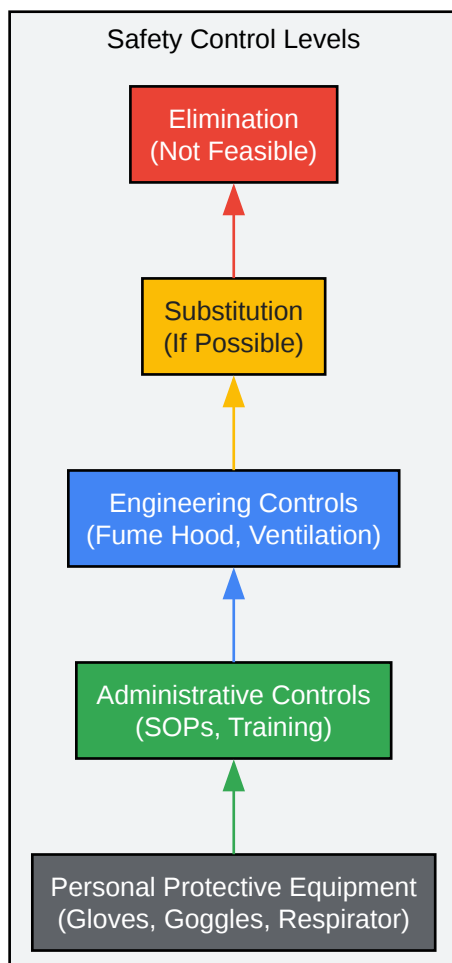 Safety Control Levels
Elimination
(Not Feasible)
Substitution
(If Possible)
Engineering Controls
(Fume Hood, Ventilation)
Administrative Controls
(SOPs, Training)
Personal Protective Equipment
(Gloves, Goggles, Respirator)